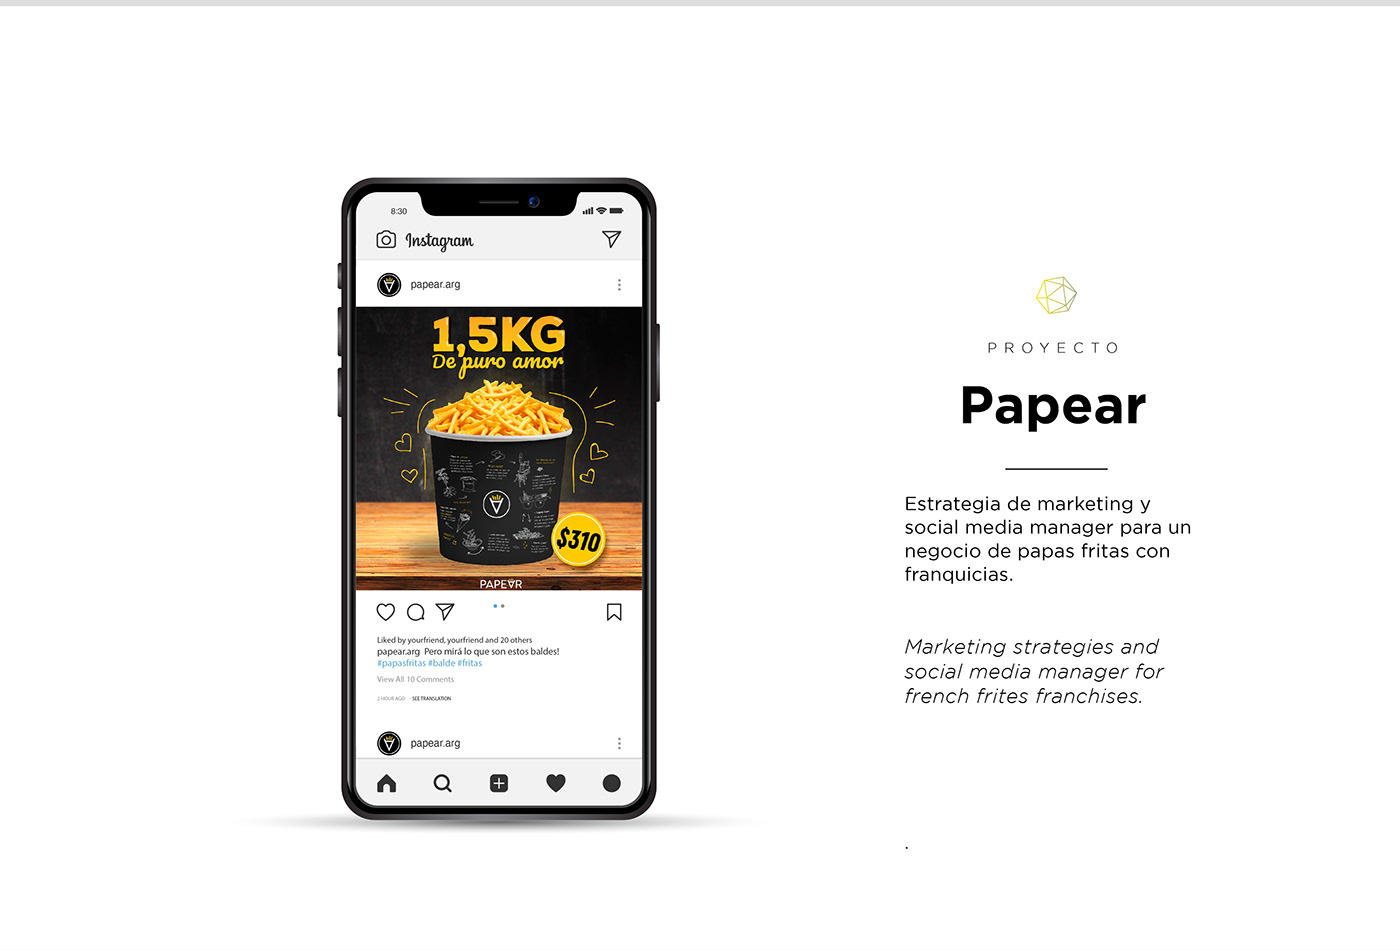 8:30
Instagram
papear.arg
1,5KG
De puro amor
$310
PAPEAR
Liked by yourfriend, yourfriend and 20 others
papear.arg Pero mirá lo que son estos baldes!
#papasfritas #balde #fritas
View All 10 Comments
2 HOUR AGO · SEE TRANSLATION
papear.arg
PROYECTO
Papear
Estrategia de marketing y
social media manager para un
negocio de papas fritas con
franquicias.
Marketing strategies and
social media manager for
french frites franchises.
.